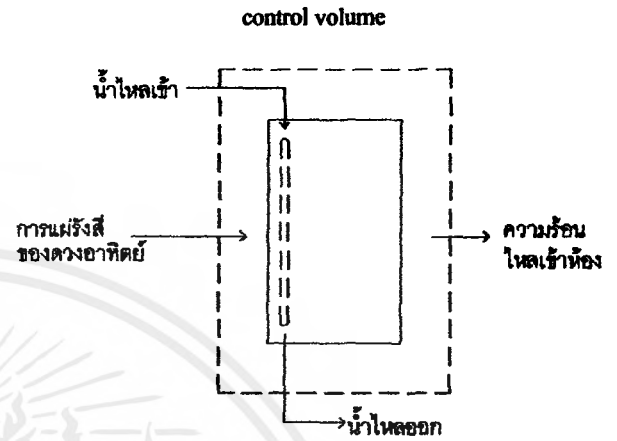 control volume
น้ำไหลเข้า
การแผ่รังสี
ของดวงอาทิตย์
ความร้อน
ไหลเข้าห้อง
น้ำไหลออก